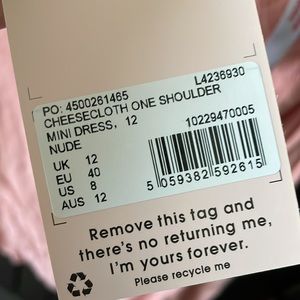 L4236930
PO: 4500261465
CHEESECLOTH ONE SHOULDER
MINI DRESS, 12
10229470005
NUDE
UK 12
EU 40
US 8
AUS 12
5 059382 592615
Remove this tag and
there's no returning me,
I'm yours forever.
Please recycle me